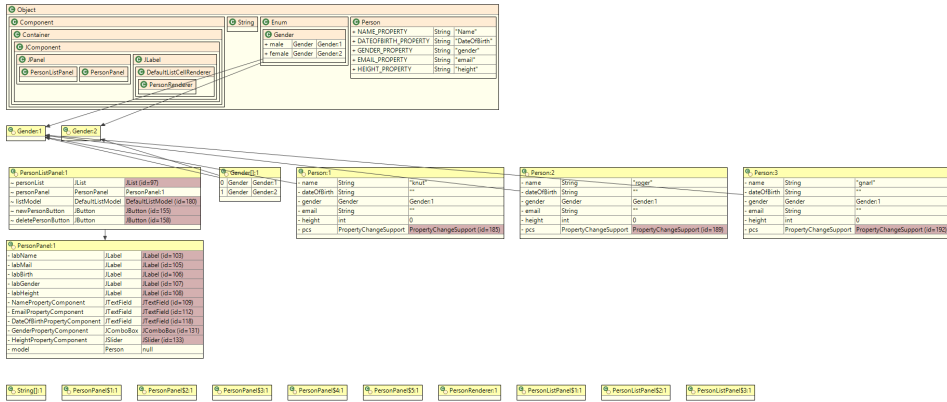 Object
Component
Container
JComponent
JPanel
PersonListPanel
PersonPanel
JLabel
DefaultListCellRenderer
PersonRenderer
String
Enum
Gender
+ male Gender Gender:1
+ female Gender Gender:2
Person
+ NAME_PROPERTY String "Name"
+ DATEOFBIRTH_PROPERTY String "DateOfBirth"
+ GENDER_PROPERTY String "gender"
+ EMAIL_PROPERTY String "email"
+ HEIGHT_PROPERTY String "height"
Gender:1
Gender:2
PersonListPanel:1
~ personList JList JList (id=97)
~ personPanel PersonPanel PersonPanel:1
~ listModel DefaultListModel DefaultListModel (id=180)
~ newPersonButton JButton JButton (id=155)
~ deletePersonButton JButton JButton (id=158)
Gender[]:1
0 Gender Gender:1
1 Gender Gender:2
Person:1
- name String "knut"
- dateOfBirth String ""
- gender Gender Gender:1
- email String ""
- height int 0
- pcs PropertyChangeSupport PropertyChangeSupport (id=185)
Person:2
- name String "roger"
- dateOfBirth String ""
- gender Gender Gender:1
- email String ""
- height int 0
- pcs PropertyChangeSupport PropertyChangeSupport (id=189)
Person:3
- name String "gnarl"
- dateOfBirth String ""
- gender Gender Gender:1
- email String ""
- height int 0
- pcs PropertyChangeSupport PropertyChangeSupport (id=192)
PersonPanel:1
- labName JLabel JLabel (id=103)
- labMail JLabel JLabel (id=105)
- labBirth JLabel JLabel (id=106)
- labGender JLabel JLabel (id=107)
- labHeight JLabel JLabel (id=108)
- NamePropertyComponent JTextField JTextField (id=109)
- EmailPropertyComponent JTextField JTextField (id=112)
- DateOfBirthPropertyComponent JTextField JTextField (id=118)
- GenderPropertyComponent JComboBox JComboBox (id=131)
- HeightPropertyComponent JSlider JSlider (id=133)
- model Person null
String[]:1
PersonPanel$1:1
PersonPanel$2:1
PersonPanel$3:1
PersonPanel$4:1
PersonPanel$5:1
PersonRenderer:1
PersonListPanel$1:1
PersonListPanel$2:1
PersonListPanel$3:1